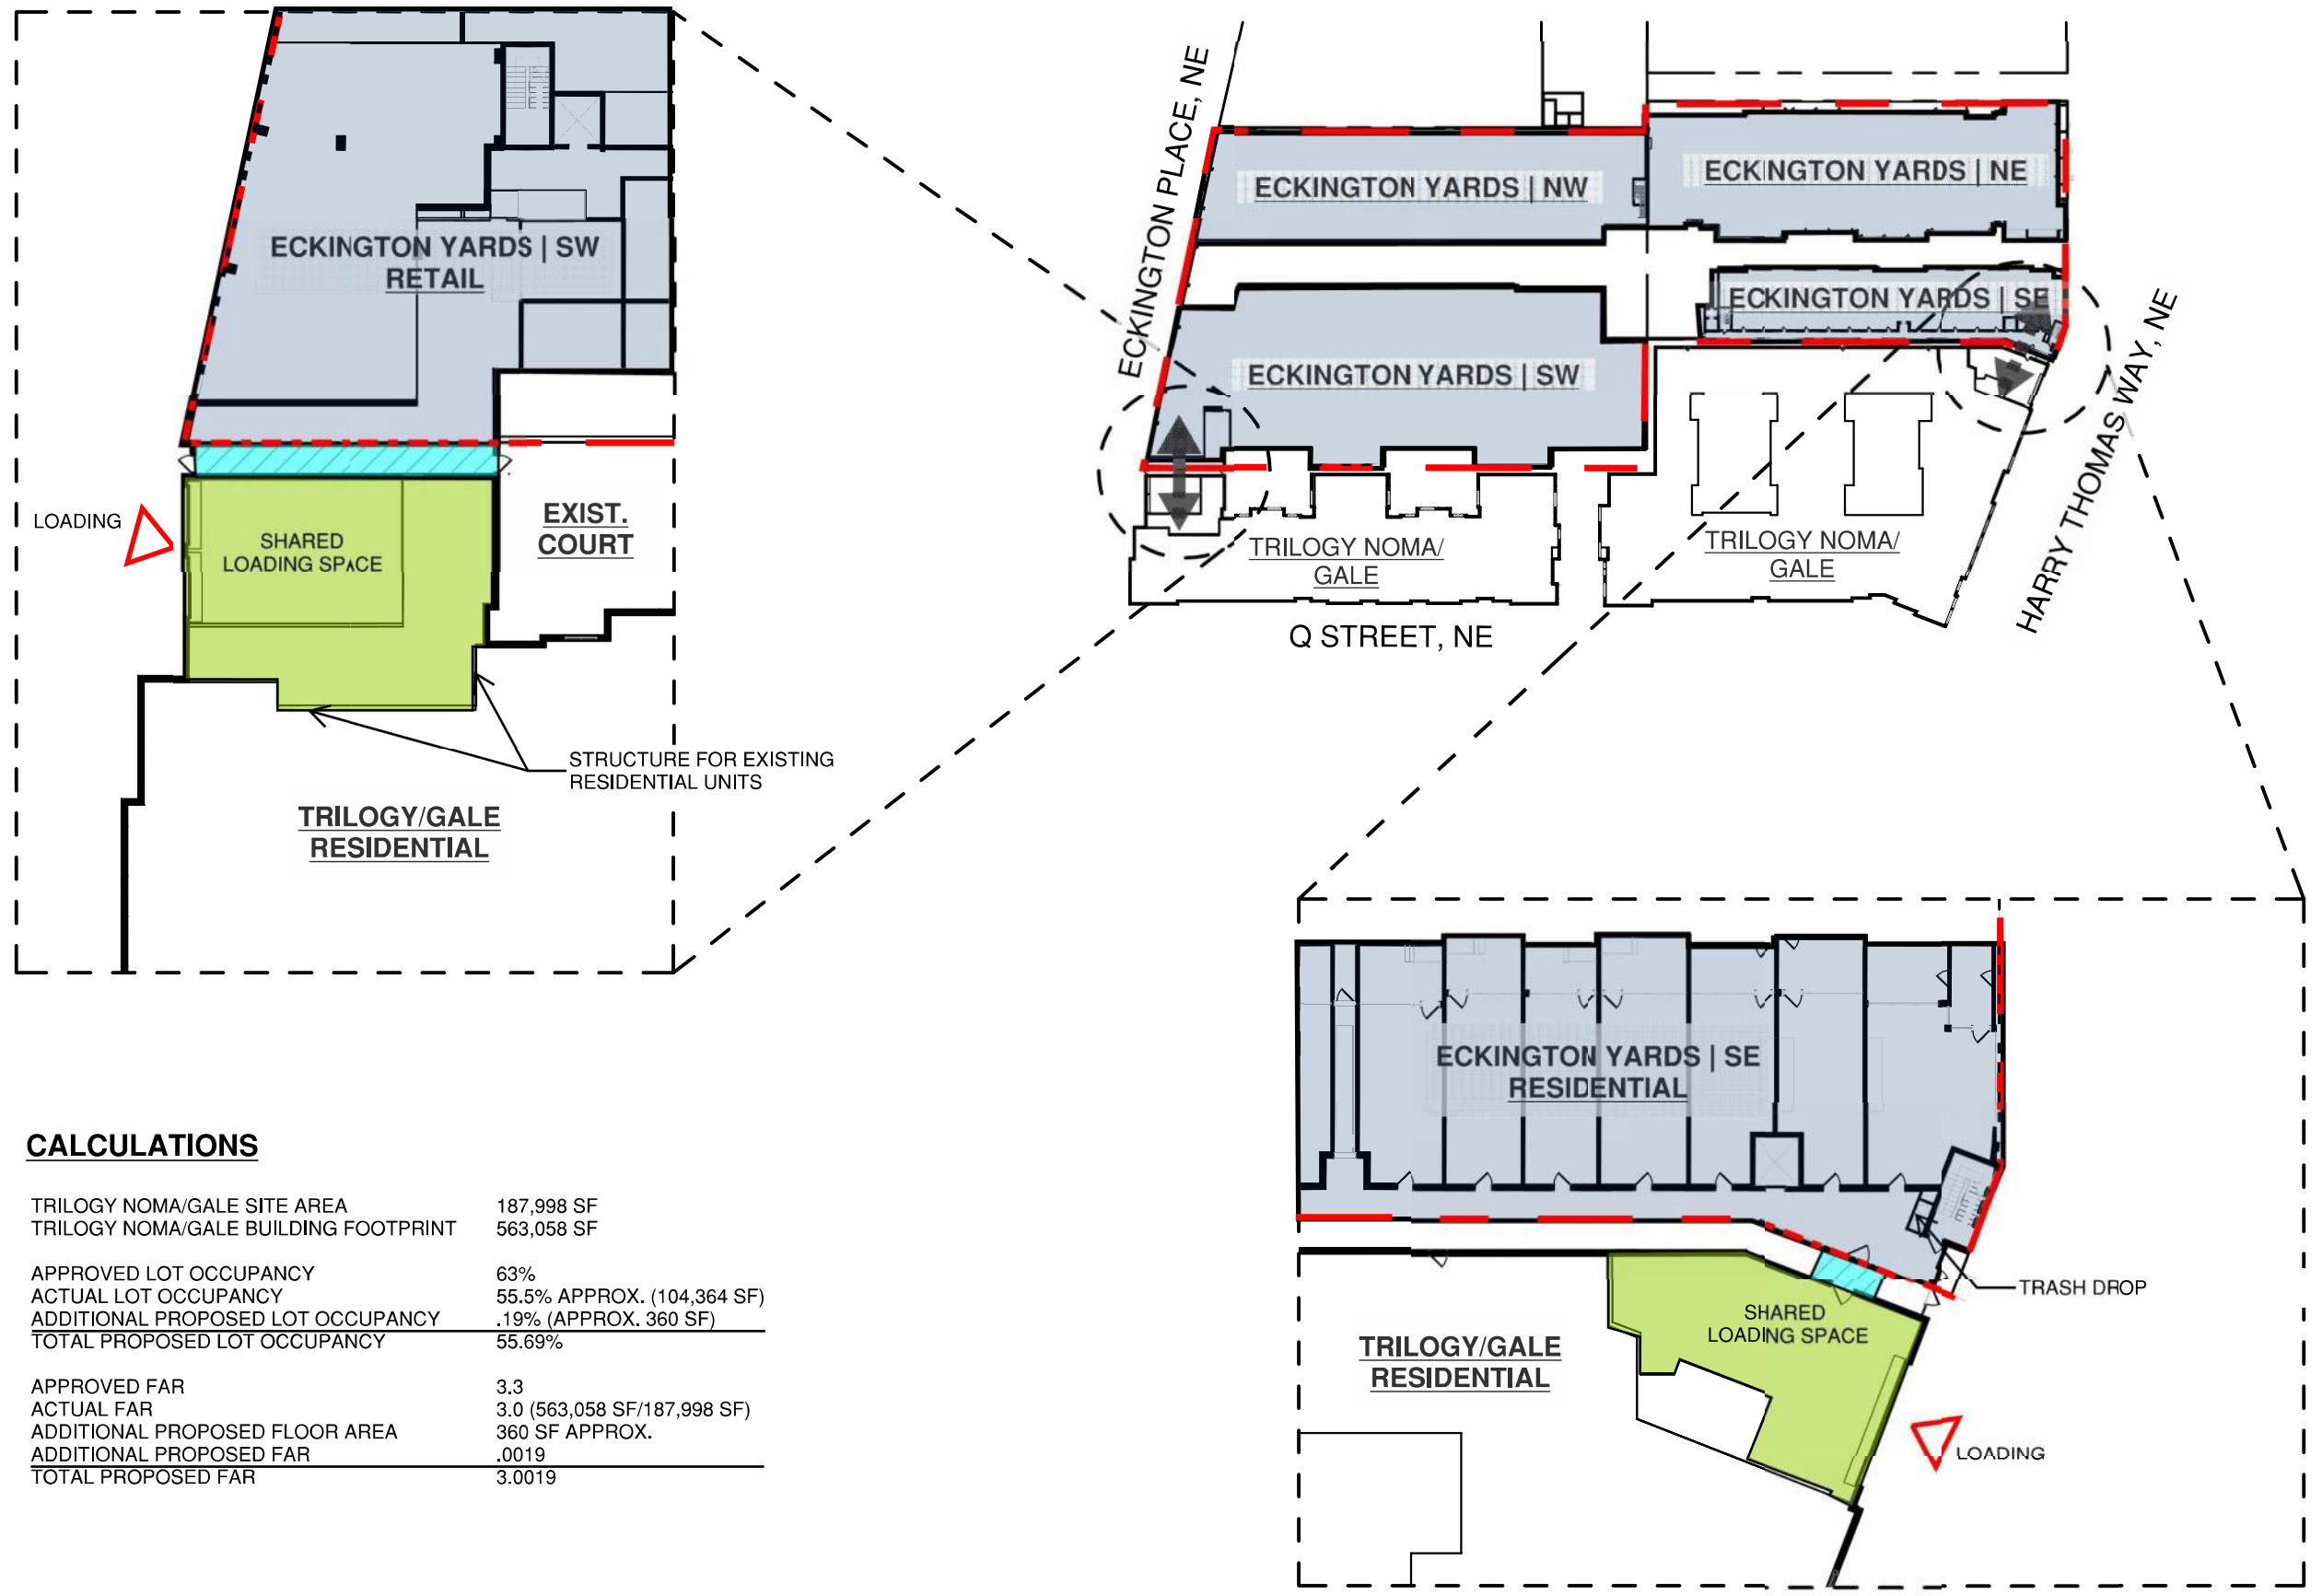 ECKINGTON YARDS | SW
RETAIL
LOADING
SHARED
LOADING SPACE
EXIST.
COURT
STRUCTURE FOR EXISTING
RESIDENTIAL UNITS
TRILOGY/GALE
RESIDENTIAL
ECKINGTON PLACE, NE
ECKINGTON YARDS | NW
ECKINGTON YARDS | NE
ECKINGTON YARDS | SE
ECKINGTON YARDS | SW
TRILOGY NOMA/
GALE
TRILOGY NOMA/
GALE
HARRY THOMAS WAY, NE
Q STREET, NE
ECKINGTON YARDS | SE
RESIDENTIAL
TRASH DROP
SHARED
LOADING SPACE
TRILOGY/GALE
RESIDENTIAL
LOADING
CALCULATIONS
TRILOGY NOMA/GALE SITE AREA 187,998 SF
TRILOGY NOMA/GALE BUILDING FOOTPRINT 563,058 SF
APPROVED LOT OCCUPANCY 63%
ACTUAL LOT OCCUPANCY 55.5% APPROX. (104,364 SF)
ADDITIONAL PROPOSED LOT OCCUPANCY .19% (APPROX. 360 SF)
TOTAL PROPOSED LOT OCCUPANCY 55.69%
APPROVED FAR 3.3
ACTUAL FAR 3.0 (563,058 SF/187,998 SF)
ADDITIONAL PROPOSED FLOOR AREA 360 SF APPROX.
ADDITIONAL PROPOSED FAR .0019
TOTAL PROPOSED FAR 3.0019